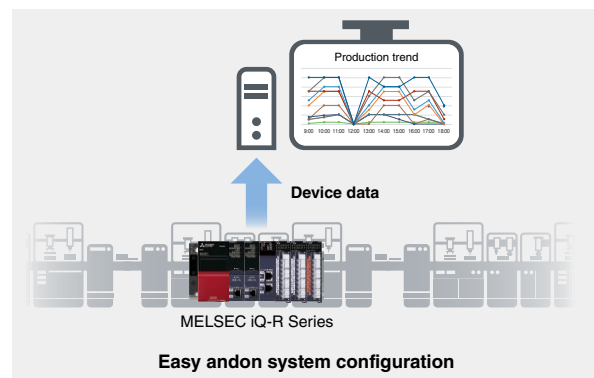 Production trend
9:00 10:00 11:00 12:00 13:00 14:00 15:00 16:00 17:00 18:00
Device data
MELSEC iQ-R Series
Easy andon system configuration